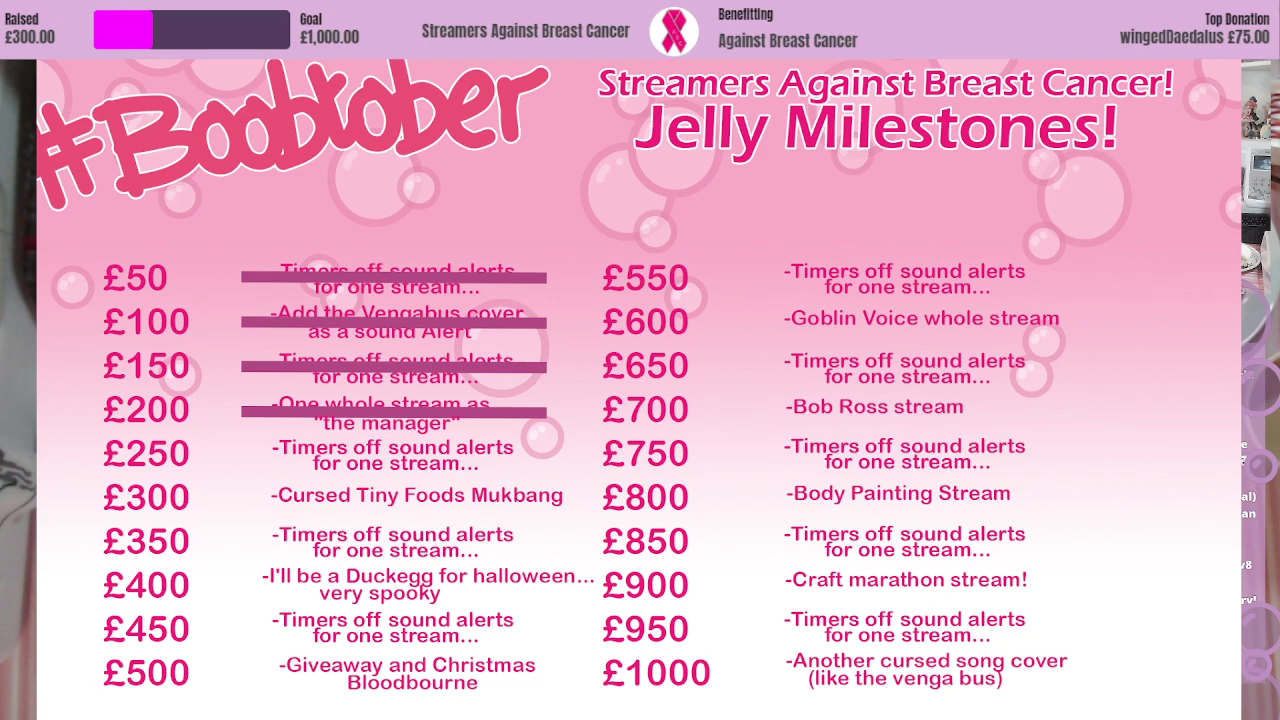 Raised
£300.00
Goal
£1,000.00
Streamers Against Breast Cancer
Benefitting
Against Breast Cancer
Top Donation
wingedDaedalus £75.00
#Boobtober
Streamers Against Breast Cancer!
Jelly Milestones!
£50
-Timers off sound alerts
for one stream...
£100
-Add the Vengabus cover
as a sound Alert
£150
-Timers off sound alerts
for one stream...
£200
-One whole stream as
"the manager"
£250
-Timers off sound alerts
for one stream...
£300
-Cursed Tiny Foods Mukbang
£350
-Timers off sound alerts
for one stream...
£400
-I'll be a Duckegg for halloween...
very spooky
£450
-Timers off sound alerts
for one stream...
£500
-Giveaway and Christmas
Bloodbourne
£550
-Timers off sound alerts
for one stream...
£600
-Goblin Voice whole stream
£650
-Timers off sound alerts
for one stream...
£700
-Bob Ross stream
£750
-Timers off sound alerts
for one stream...
£800
-Body Painting Stream
£850
-Timers off sound alerts
for one stream...
£900
-Craft marathon stream!
£950
-Timers off sound alerts
for one stream...
£1000
-Another cursed song cover
(like the venga bus)